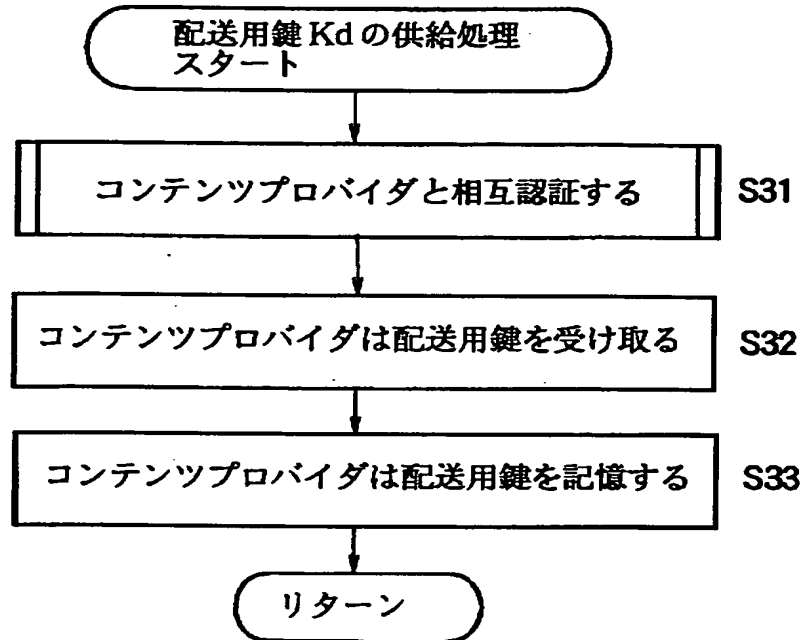 配送用鍵Kdの供給処理
スタート
コンテンツプロバイダと相互認証する
S31
コンテンツプロバイダは配送用鍵を受け取る
S32
コンテンツプロバイダは配送用鍵を記憶する
S33
リターン